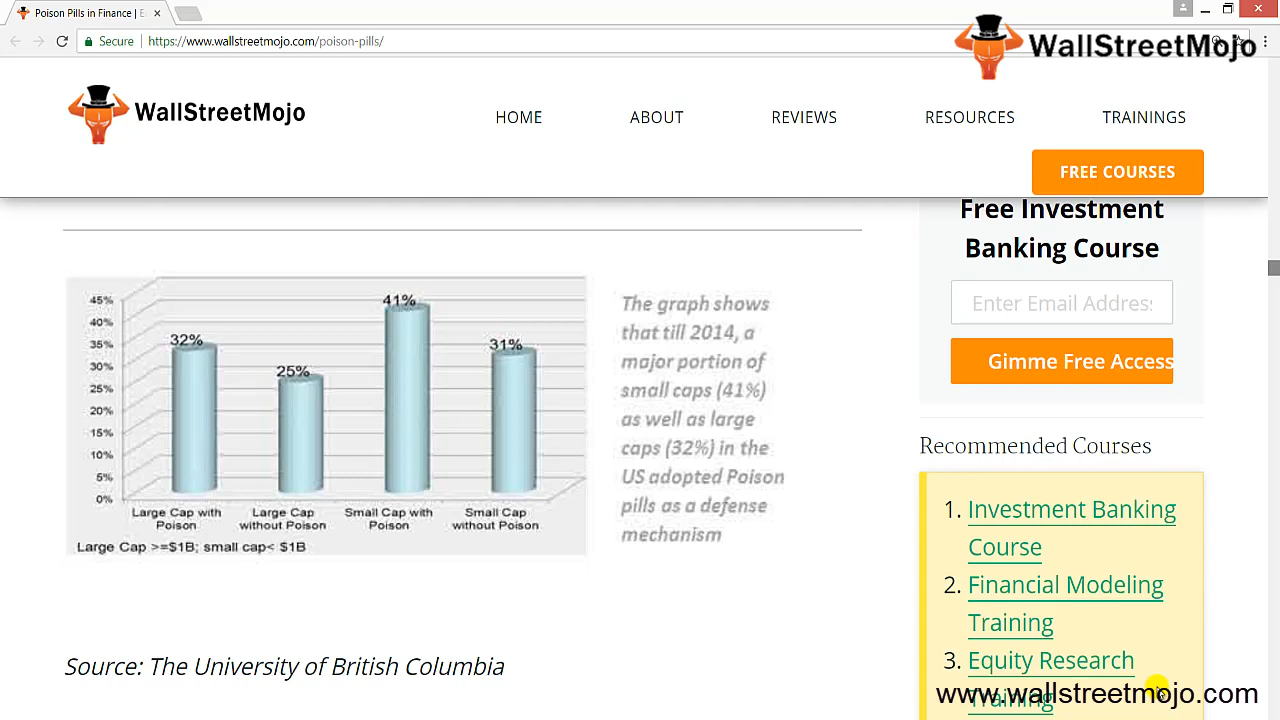 Poison Pills in Finance | E
Secure | https://www.wallstreetmojo.com/poison-pills/
WallStreetMojo
WallStreetMojo
HOME ABOUT REVIEWS RESOURCES TRAININGS
FREE COURSES
Free Investment
Banking Course
Enter Email Address
Gimme Free Access
45%
40%
35%
30%
25%
20%
15%
10%
5%
0%
32%
25%
41%
31%
Large Cap with
Poison
Large Cap
without Poison
Small Cap with
Poison
Small Cap
without Poison
Large Cap >=$1B; small cap< $1B
The graph shows
that till 2014, a
major portion of
small caps (41%)
as well as large
caps (32%) in the
US adopted Poison
pills as a defense
mechanism
Source: The University of British Columbia
Recommended Courses
1. Investment Banking
Course
2. Financial Modeling
Training
3. Equity Research
Training
www.wallstreetmojo.com